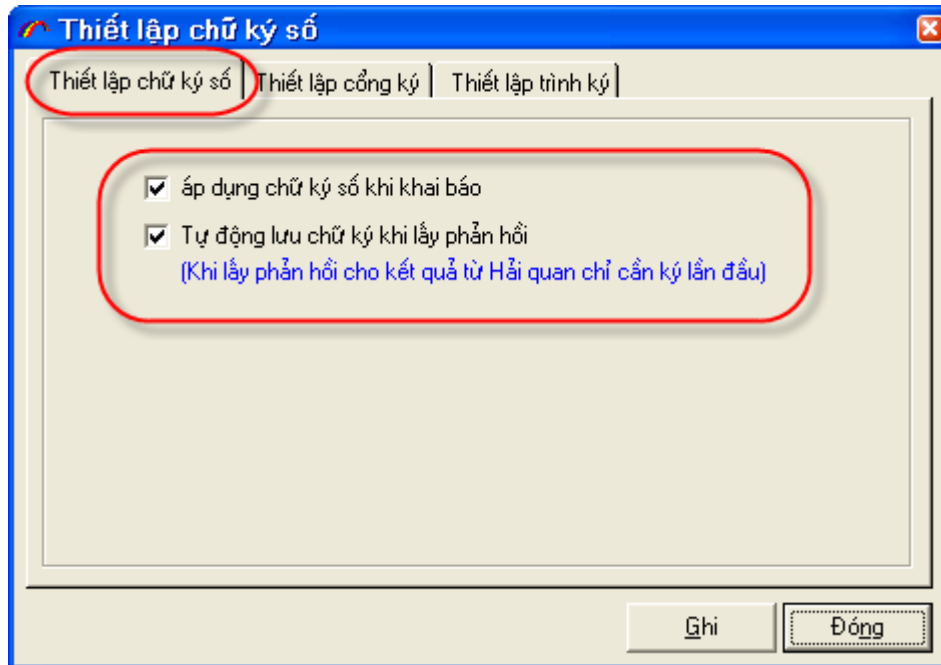 Thiết lập chữ ký số
Thiết lập chữ ký số Thiết lập cổng ký Thiết lập trình ký
áp dụng chữ ký số khi khai báo
Tự động lưu chữ ký khi lấy phản hồi
(Khi lấy phản hồi cho kết quả từ Hải quan chỉ cần ký lần đầu)
Ghi Đóng